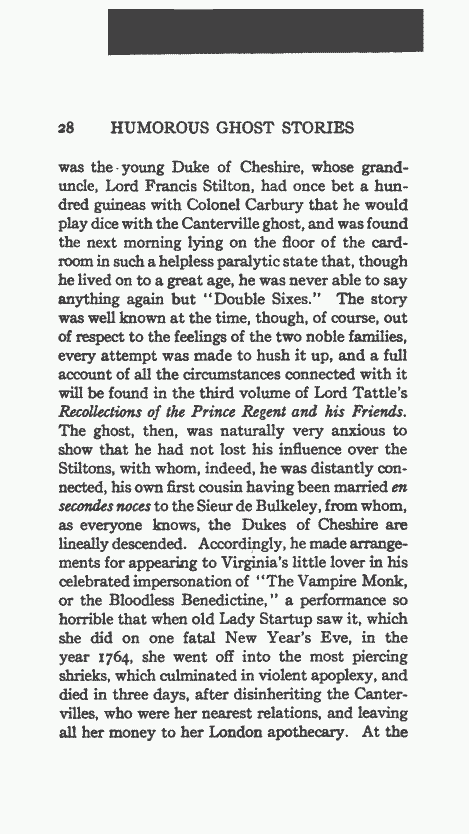 28 HUMOROUS GHOST STORIES
was the young Duke of Cheshire, whose grand-
uncle, Lord Francis Stilton, had once bet a hun-
dred guineas with Colonel Carbury that he would
play dice with the Canterville ghost, and was found
the next morning lying on the floor of the card-
room in such a helpless paralytic state that, though
he lived on to a great age, he was never able to say
anything again but "Double Sixes." The story
was well known at the time, though, of course, out
of respect to the feelings of the two noble families,
every attempt was made to hush it up, and a full
account of all the circumstances connected with it
will be found in the third volume of Lord Tattle's
Recollections of the Prince Regent and his Friends.
The ghost, then, was naturally very anxious to
show that he had not lost his influence over the
Stiltons, with whom, indeed, he was distantly con-
nected, his own first cousin having been married en
secondes noces to the Sieur de Bulkeley, from whom,
as everyone knows, the Dukes of Cheshire are
lineally descended. Accordingly, he made arrange-
ments for appearing to Virginia's little lover in his
celebrated impersonation of "The Vampire Monk,
or the Bloodless Benedictine," a performance so
horrible that when old Lady Startup saw it, which
she did on one fatal New Year's Eve, in the
year 1764, she went off into the most piercing
shrieks, which culminated in violent apoplexy, and
died in three days, after disinheriting the Canter-
villes, who were her nearest relations, and leaving
all her money to her London apothecary. At the